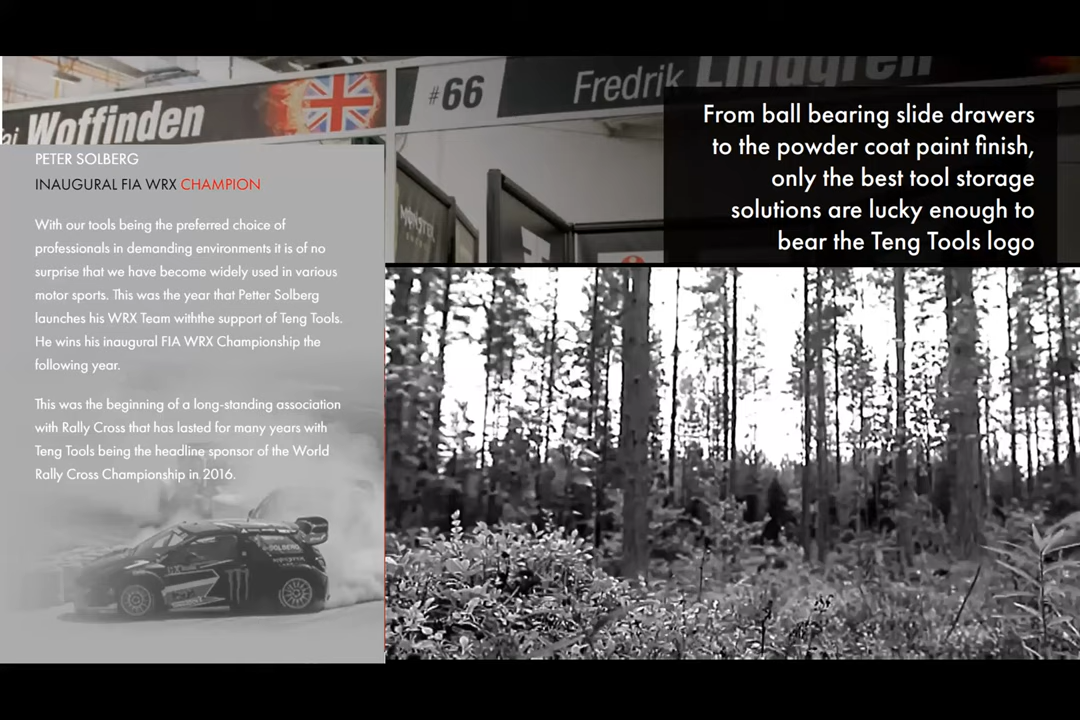 Woffinden
#66
Fredrik Lindgren
From ball bearing slide drawers
to the powder coat paint finish,
only the best tool storage
solutions are lucky enough to
bear the Teng Tools logo
PETER SOLBERG
INAUGURAL FIA WRX CHAMPION
With our tools being the preferred choice of
professionals in demanding environments it is of no
surprise that we have become widely used in various
motor sports. This was the year that Petter Solberg
launches his WRX Team withthe support of Teng Tools.
He wins his inaugural FIA WRX Championship the
following year.
This was the beginning of a long-standing association
with Rally Cross that has lasted for many years with
Teng Tools being the headline sponsor of the World
Rally Cross Championship in 2016.
MONSTER
SOLBERG